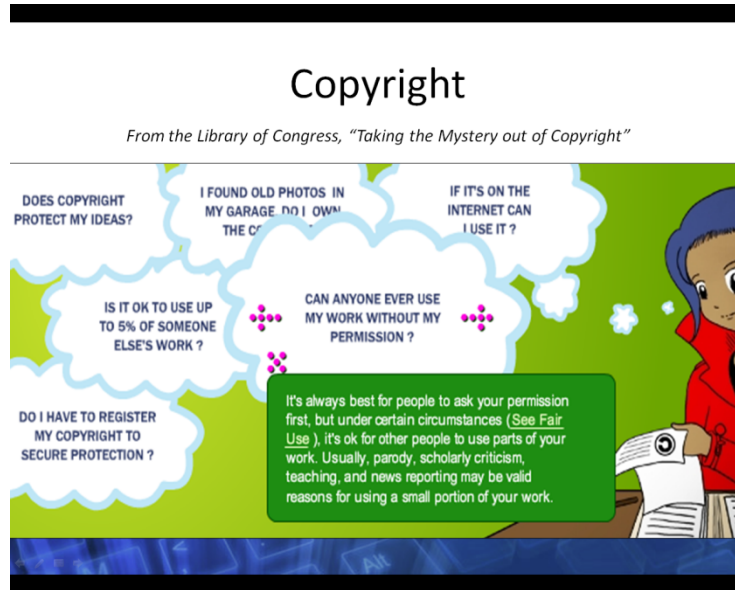 Copyright
From the Library of Congress, “Taking the Mystery out of Copyright”
DOES COPYRIGHT
PROTECT MY IDEAS?
I FOUND OLD PHOTOS IN
MY GARAGE. DO I OWN
THE
IF IT'S ON THE
INTERNET CAN
I USE IT ?
IS IT OK TO USE UP
TO 5% OF SOMEONE
ELSE'S WORK ?
CAN ANYONE EVER USE
MY WORK WITHOUT MY
PERMISSION ?
DO I HAVE TO REGISTER
MY COPYRIGHT TO
SECURE PROTECTION ?
It's always best for people to ask your permission
first, but under certain circumstances (See Fair
Use ), it's ok for other people to use parts of your
work. Usually, parody, scholarly criticism,
teaching, and news reporting may be valid
reasons for using a small portion of your work.
Alt